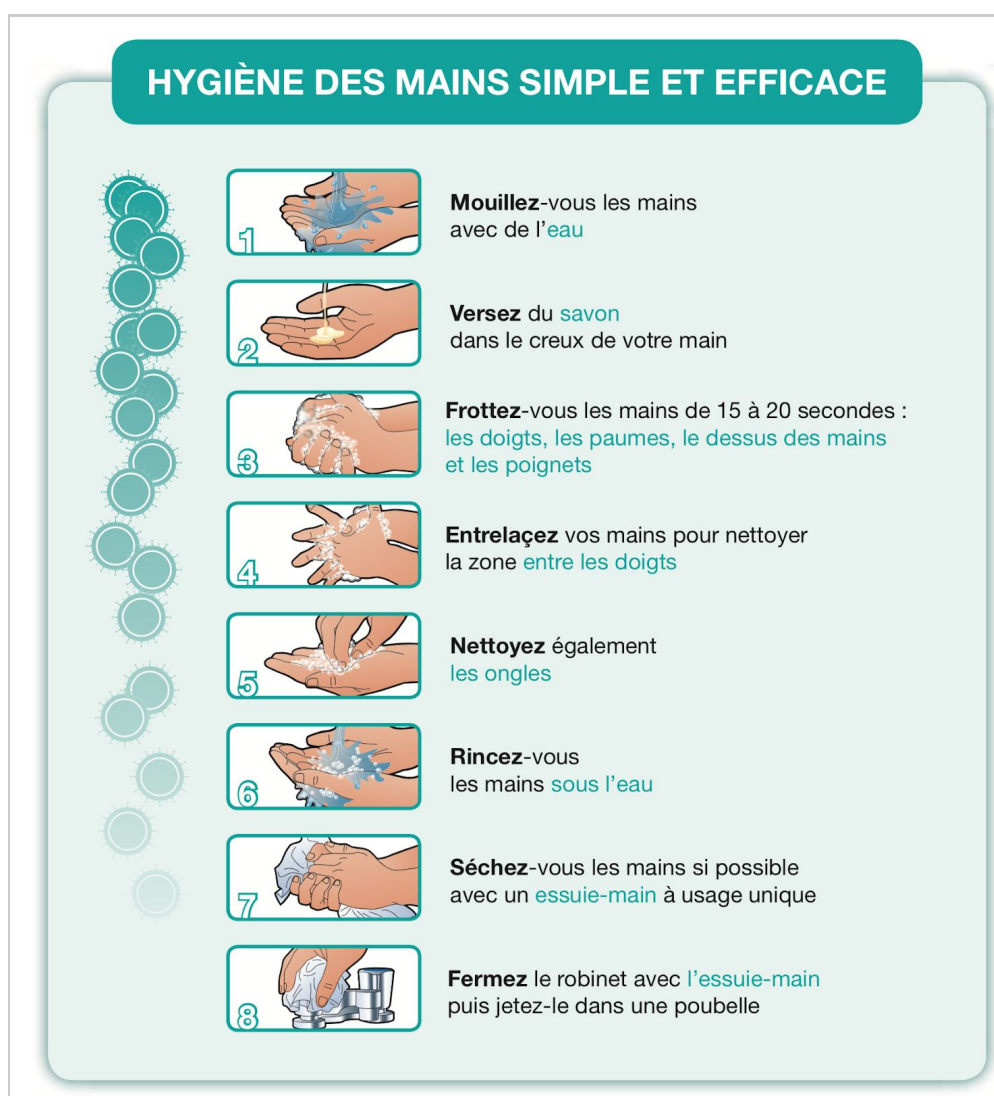 HYGIÈNE DES MAINS SIMPLE ET EFFICACE
1
Mouillez-vous les mains
avec de l’eau
2
Versez du savon
dans le creux de votre main
3
Frottez-vous les mains de 15 à 20 secondes :
les doigts, les paumes, le dessus des mains
et les poignets
4
Entrelaçez vos mains pour nettoyer
la zone entre les doigts
5
Nettoyez également
les ongles
6
Rincez-vous
les mains sous l’eau
7
Séchez-vous les mains si possible
avec un essuie-main à usage unique
8
Fermez le robinet avec l’essuie-main
puis jetez-le dans une poubelle